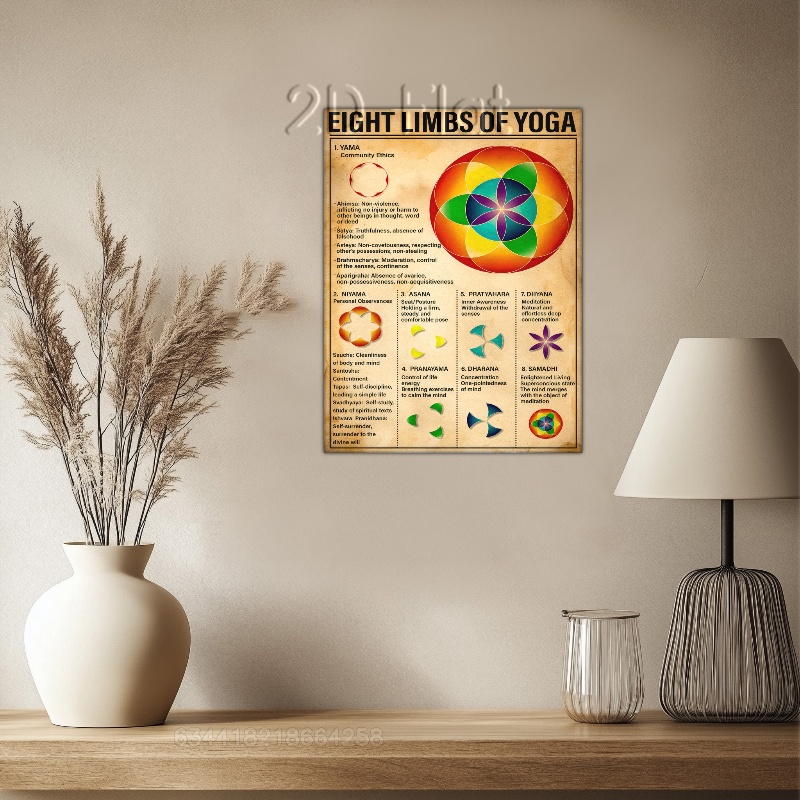 2D flat
EIGHT LIMBS OF YOGA
1. YAMA
Community Ethics
Ahimsa: Non-violence,
inflicting no injury or harm to
other beings in thought, word
or deed
Satya: Truthfulness, absence of
falsehood
Asteya: Non-covetousness, respecting
other's possessions, non-stealing
Brahmacharya: Moderation, control
of the senses, continence
Aparigraha: Absence of avarice,
non-possessiveness, non-acquisitiveness
2. NIYAMA
Personal Observances
Saucha: Cleanliness
of body and mind
Santosha:
Contentment
Tapas: Self-discipline,
leading a simple life
Svadhyaya: Self-study,
study of spiritual texts
Ishvara Pranidhana:
Self-surrender,
surrender to the
divine will
3. ASANA
Seat/Posture
Holding a firm,
steady and
comfortable pose
4. PRANAYAMA
Control of life
energy
Breathing exercises
to calm the mind
5. PRATYAHARA
Inner Awareness
Withdrawal of the
senses
6. DHARANA
Concentration
One-pointedness
of mind
7. DHYANA
Meditation
Natural and
effortless deep
concentration
8. SAMADHI
Enlightened Living
Superconcious state
The mind merges
with the object of
meditation
634418218664258